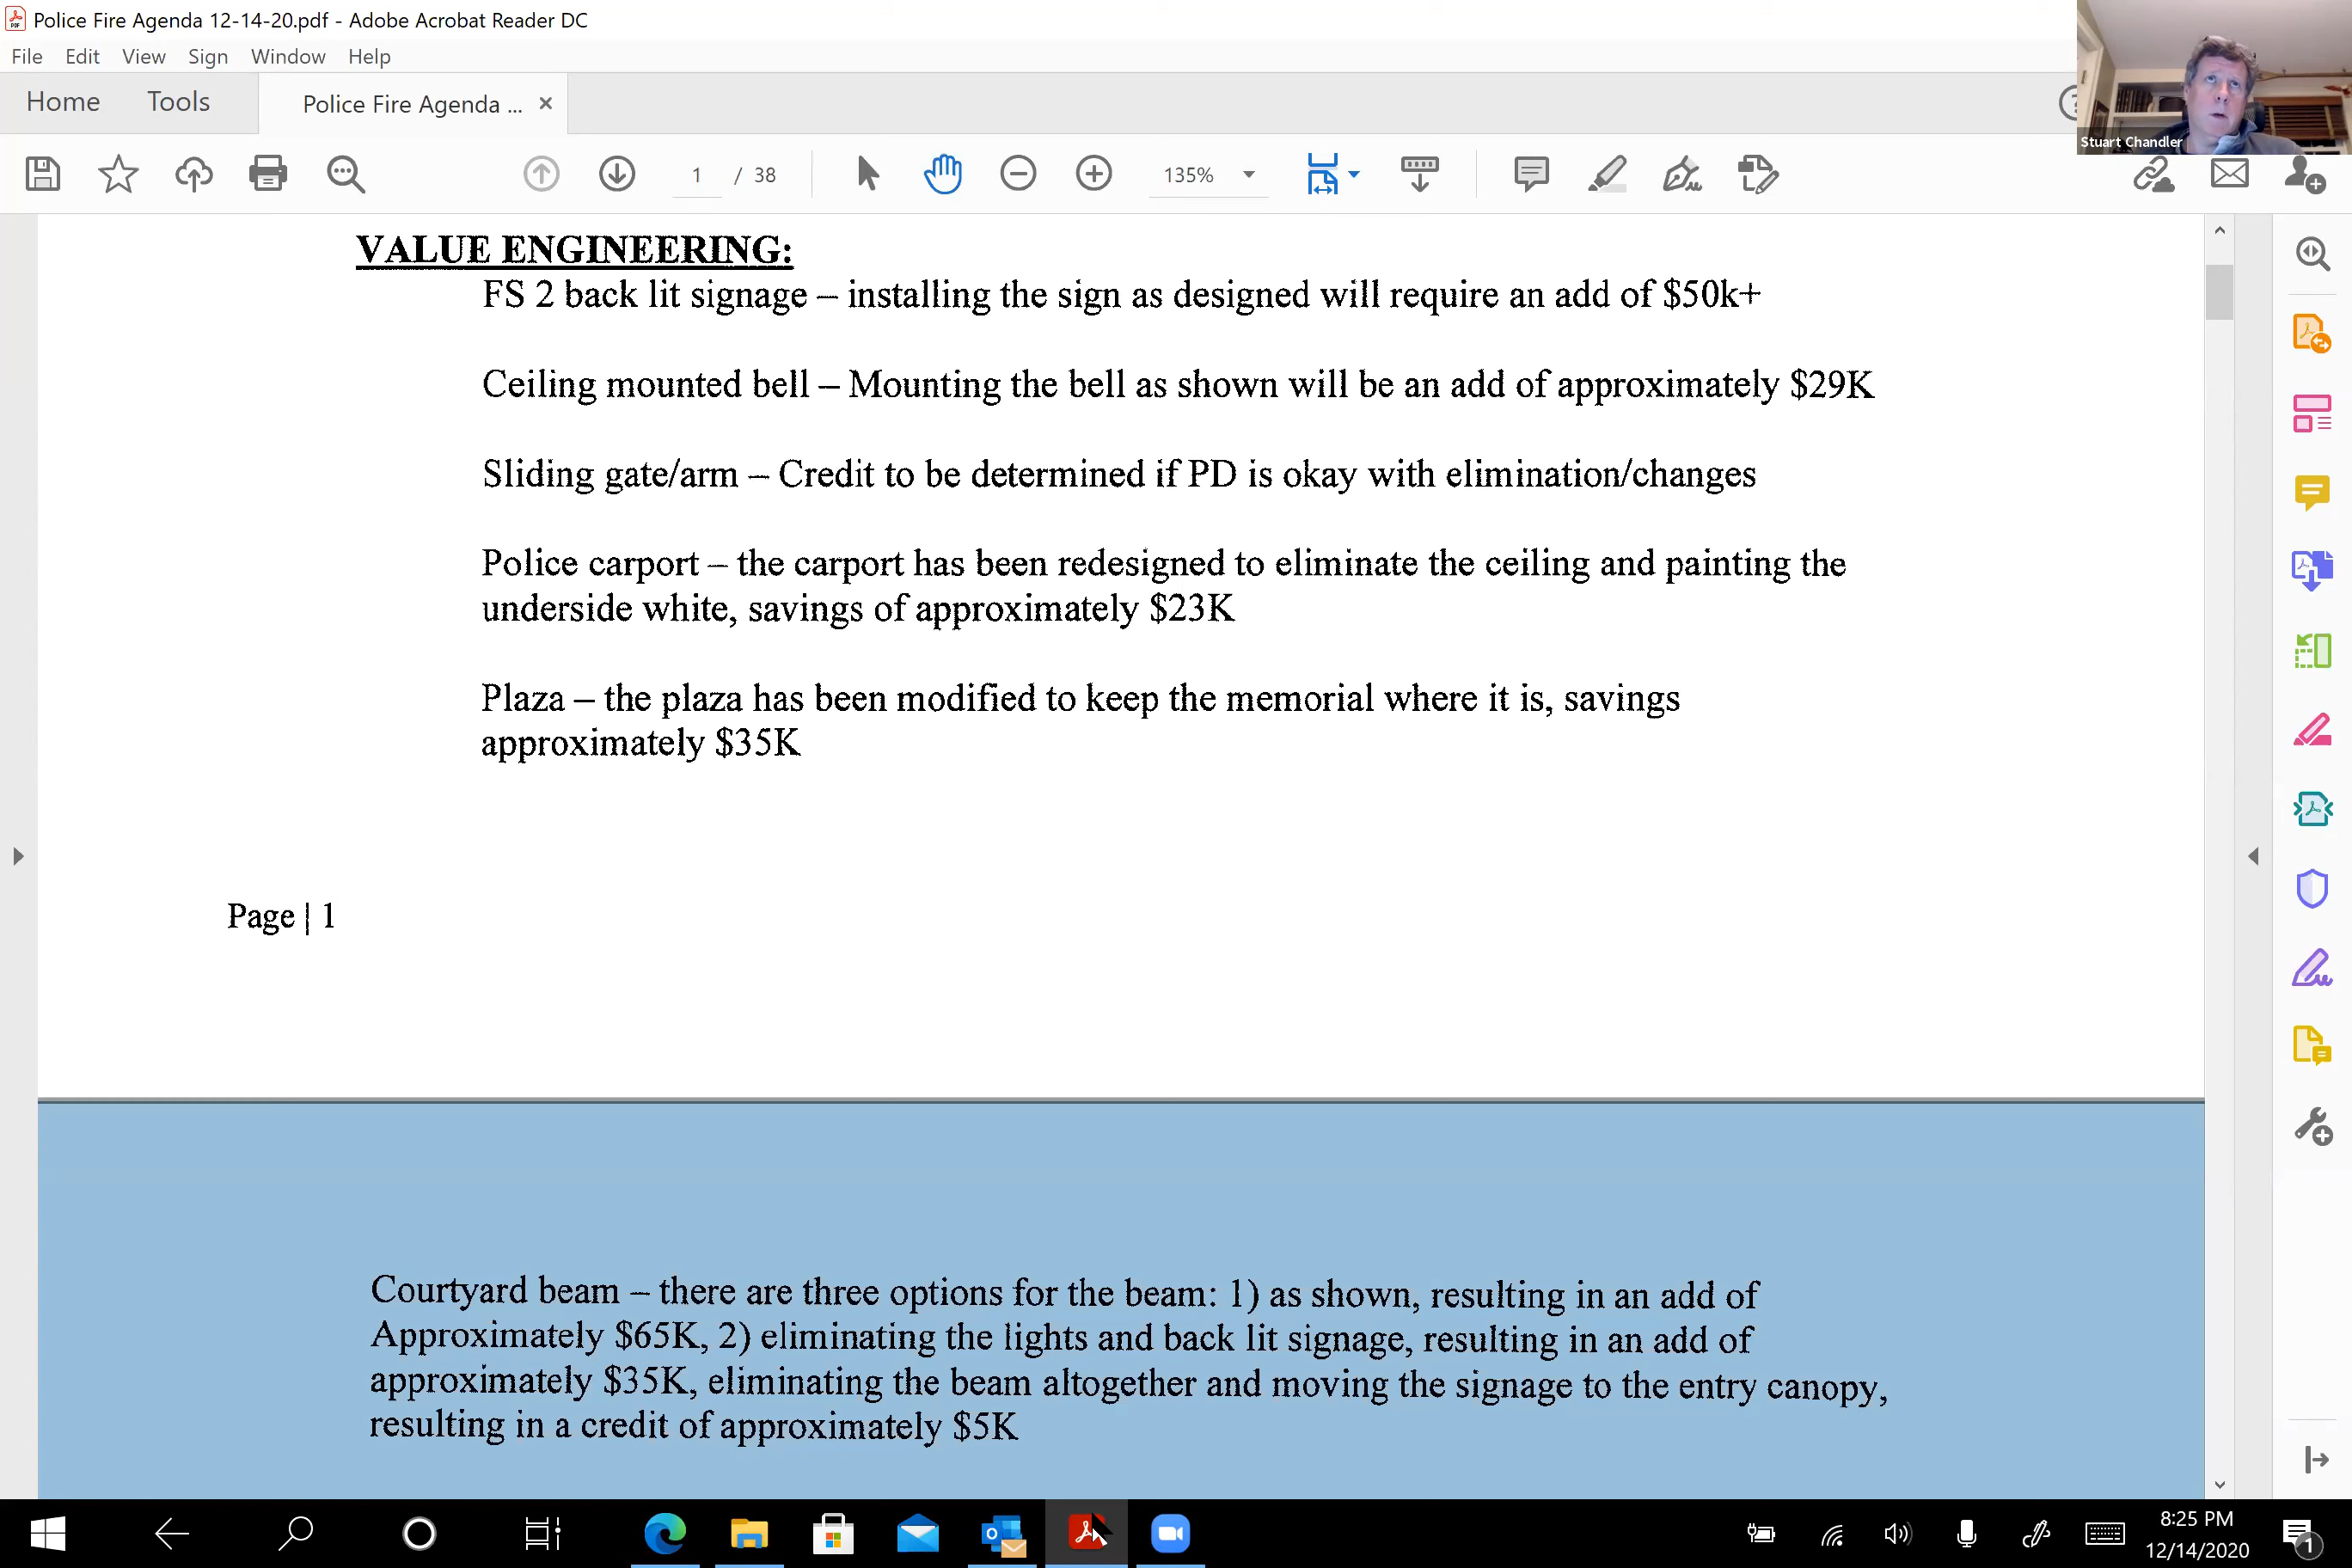 Police Fire Agenda 12-14-20.pdf - Adobe Acrobat Reader DC
File Edit View Sign Window Help
Home Tools Police Fire Agenda ... ×
1 / 38 135%
Stuart Chandler
VALUE ENGINEERING:
FS 2 back lit signage – installing the sign as designed will require an add of $50k+
Ceiling mounted bell – Mounting the bell as shown will be an add of approximately $29K
Sliding gate/arm – Credit to be determined if PD is okay with elimination/changes
Police carport – the carport has been redesigned to eliminate the ceiling and painting the
underside white, savings of approximately $23K
Plaza – the plaza has been modified to keep the memorial where it is, savings
approximately $35K
Page | 1
Courtyard beam – there are three options for the beam: 1) as shown, resulting in an add of
Approximately $65K, 2) eliminating the lights and back lit signage, resulting in an add of
approximately $35K, eliminating the beam altogether and moving the signage to the entry canopy,
resulting in a credit of approximately $5K
8:25 PM
12/14/2020
1